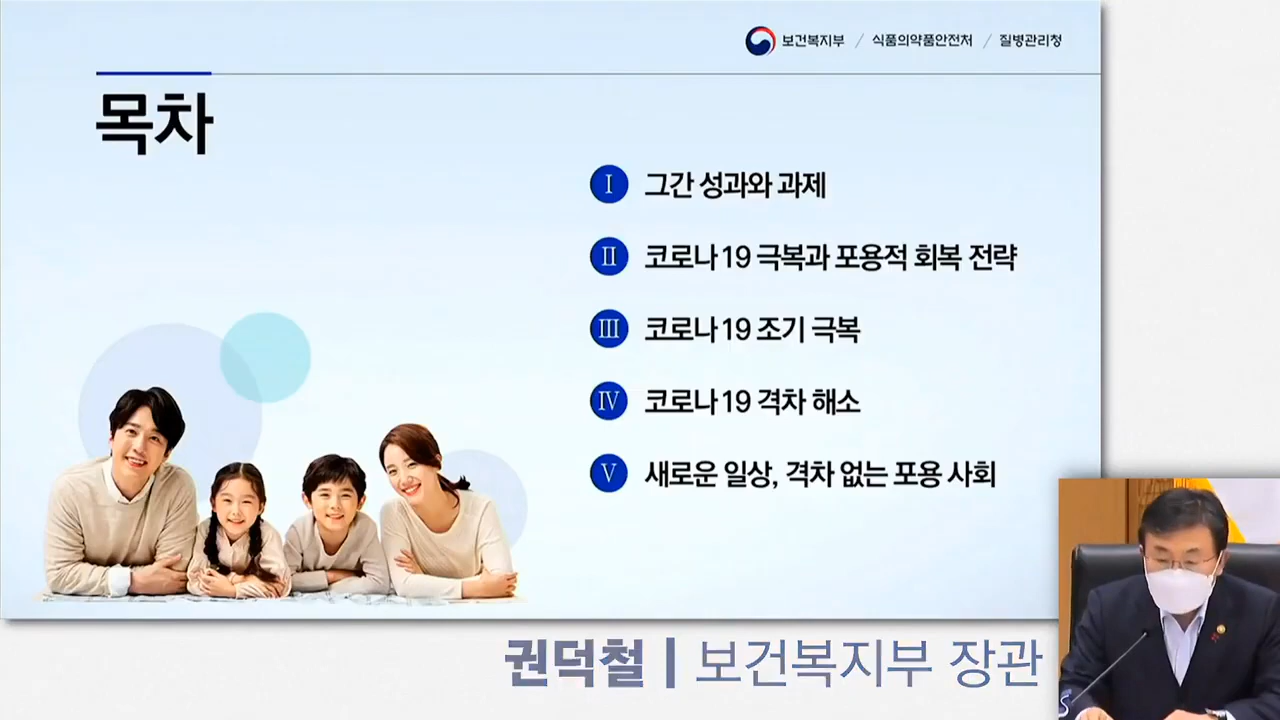 보건복지부 / 식품의약품안전처 / 질병관리청
목차
Ⅰ 그간 성과와 과제
Ⅱ 코로나19 극복과 포용적 회복 전략
Ⅲ 코로나19 조기 극복
Ⅳ 코로나19 격차 해소
Ⅴ 새로운 일상, 격차 없는 포용 사회
권덕철 | 보건복지부 장관